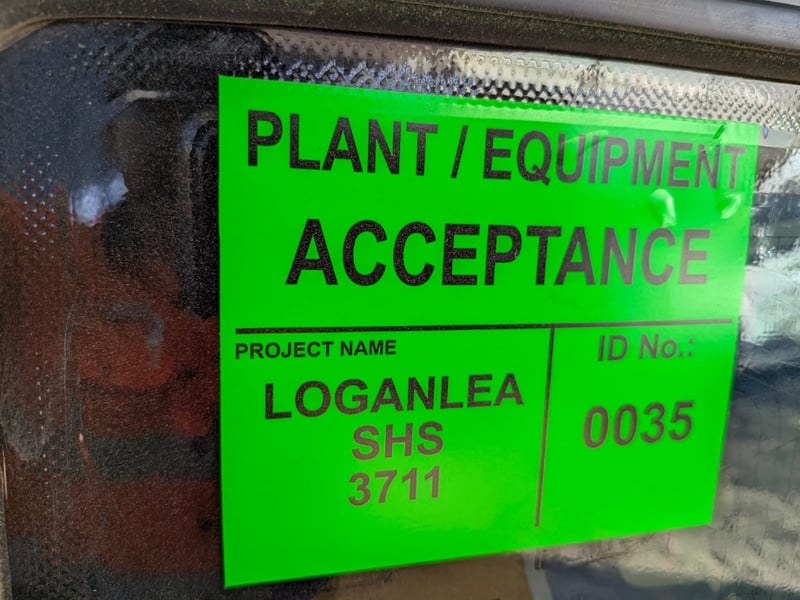 PLANT / EQUIPMENT
ACCEPTANCE
PROJECT NAME
LOGANLEA
SHS
3711
ID No.:
0035